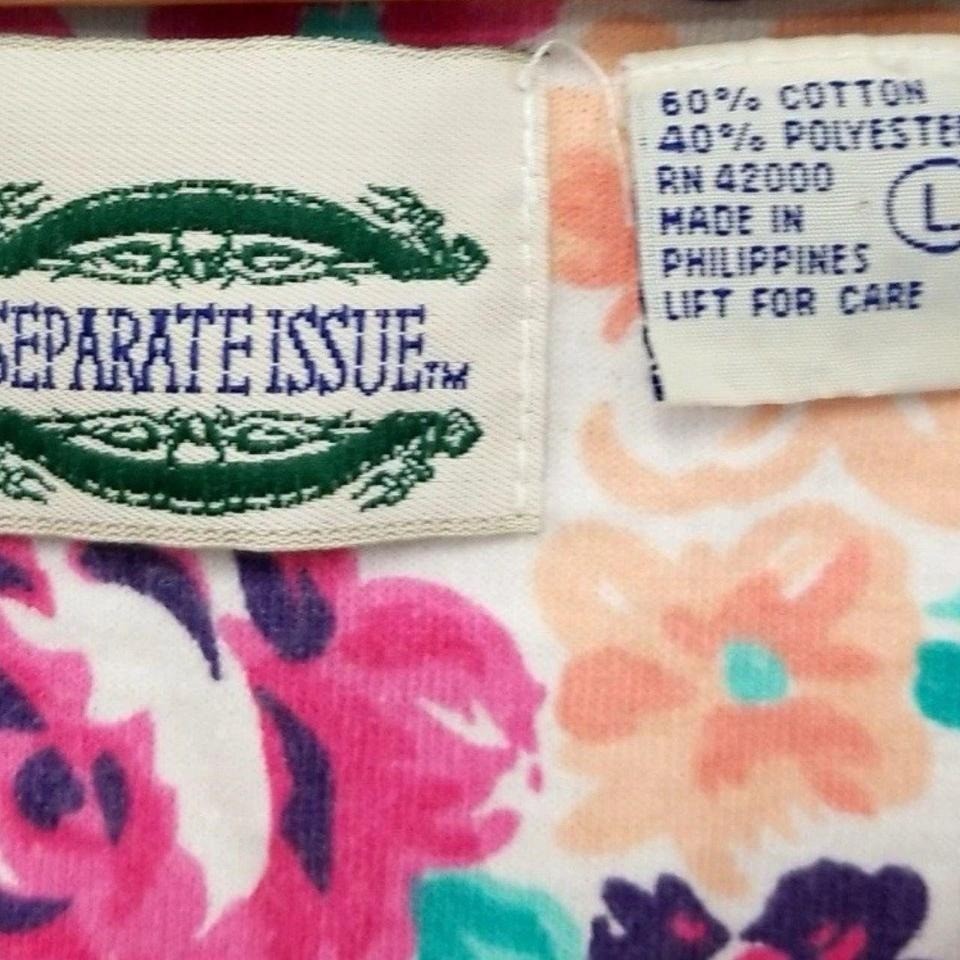 SEPARATE ISSUE™
60% COTTON
40% POLYESTER
RN 42000
MADE IN
PHILIPPINES
LIFT FOR CARE
L